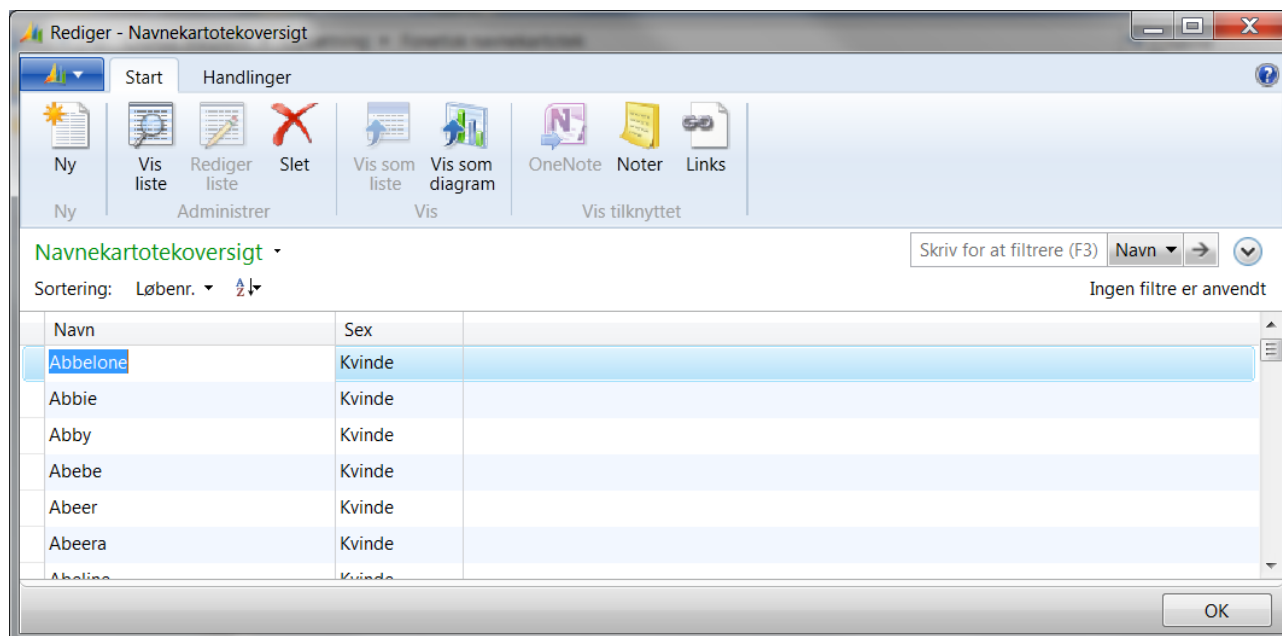 Rediger - Navnekartotekoversigt
Start Handlinger
Ny Vis liste Rediger liste Slet Vis som liste Vis som diagram OneNote Noter Links
Ny Administrer Vis Vis tilknyttet
Navnekartotekoversigt Skriv for at filtrere (F3) Navn
Sortering: Løbenr. Ingen filtre er anvendt
Navn Sex
Abbelone Kvinde
Abbie Kvinde
Abby Kvinde
Abebe Kvinde
Abeer Kvinde
Abeera Kvinde
OK